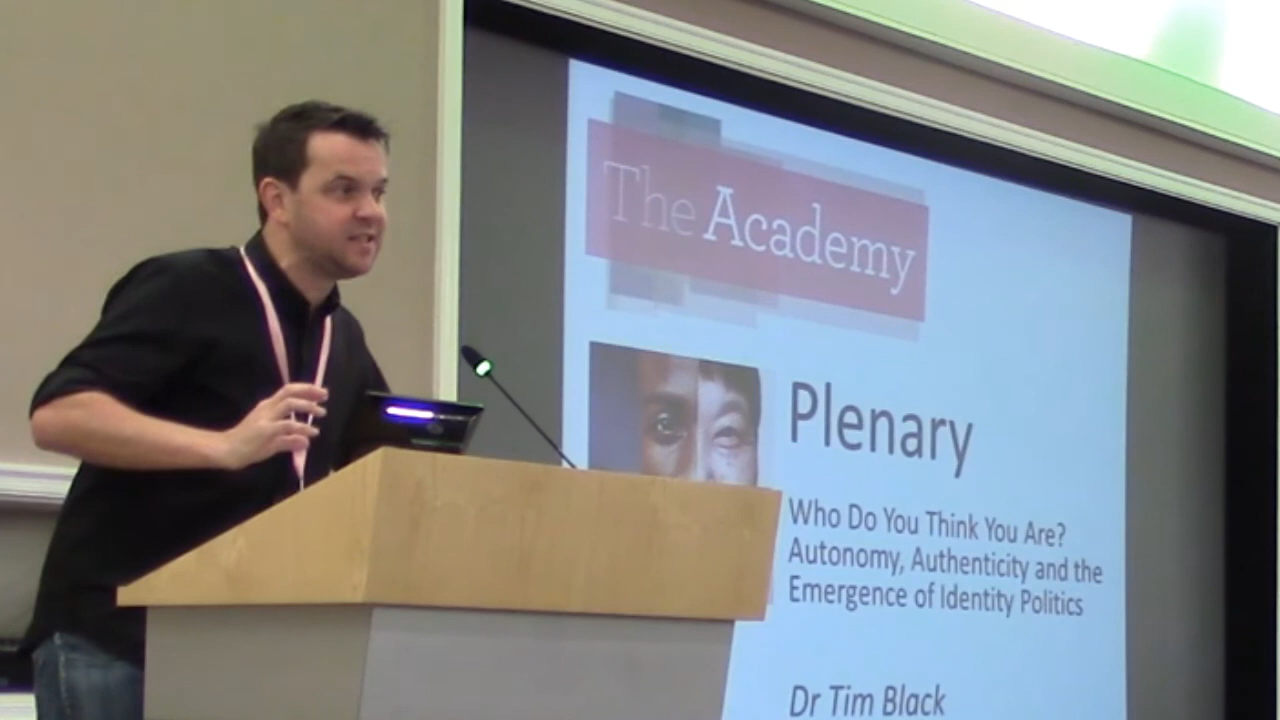 The Academy
Plenary
Who Do You Think You Are?
Autonomy, Authenticity and the
Emergence of Identity Politics
Dr Tim Black